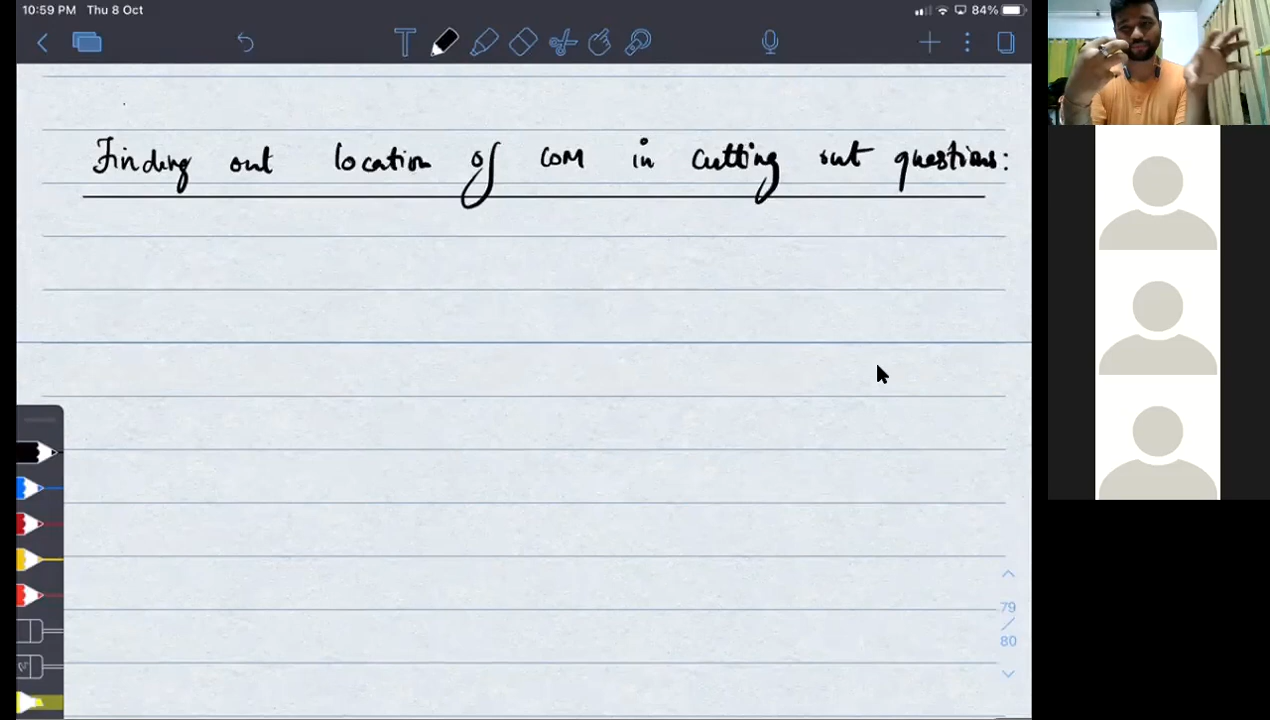 10:59 PM Thu 8 Oct
84%
T
Finding out location of COM in cutting out questions:
79
/
80